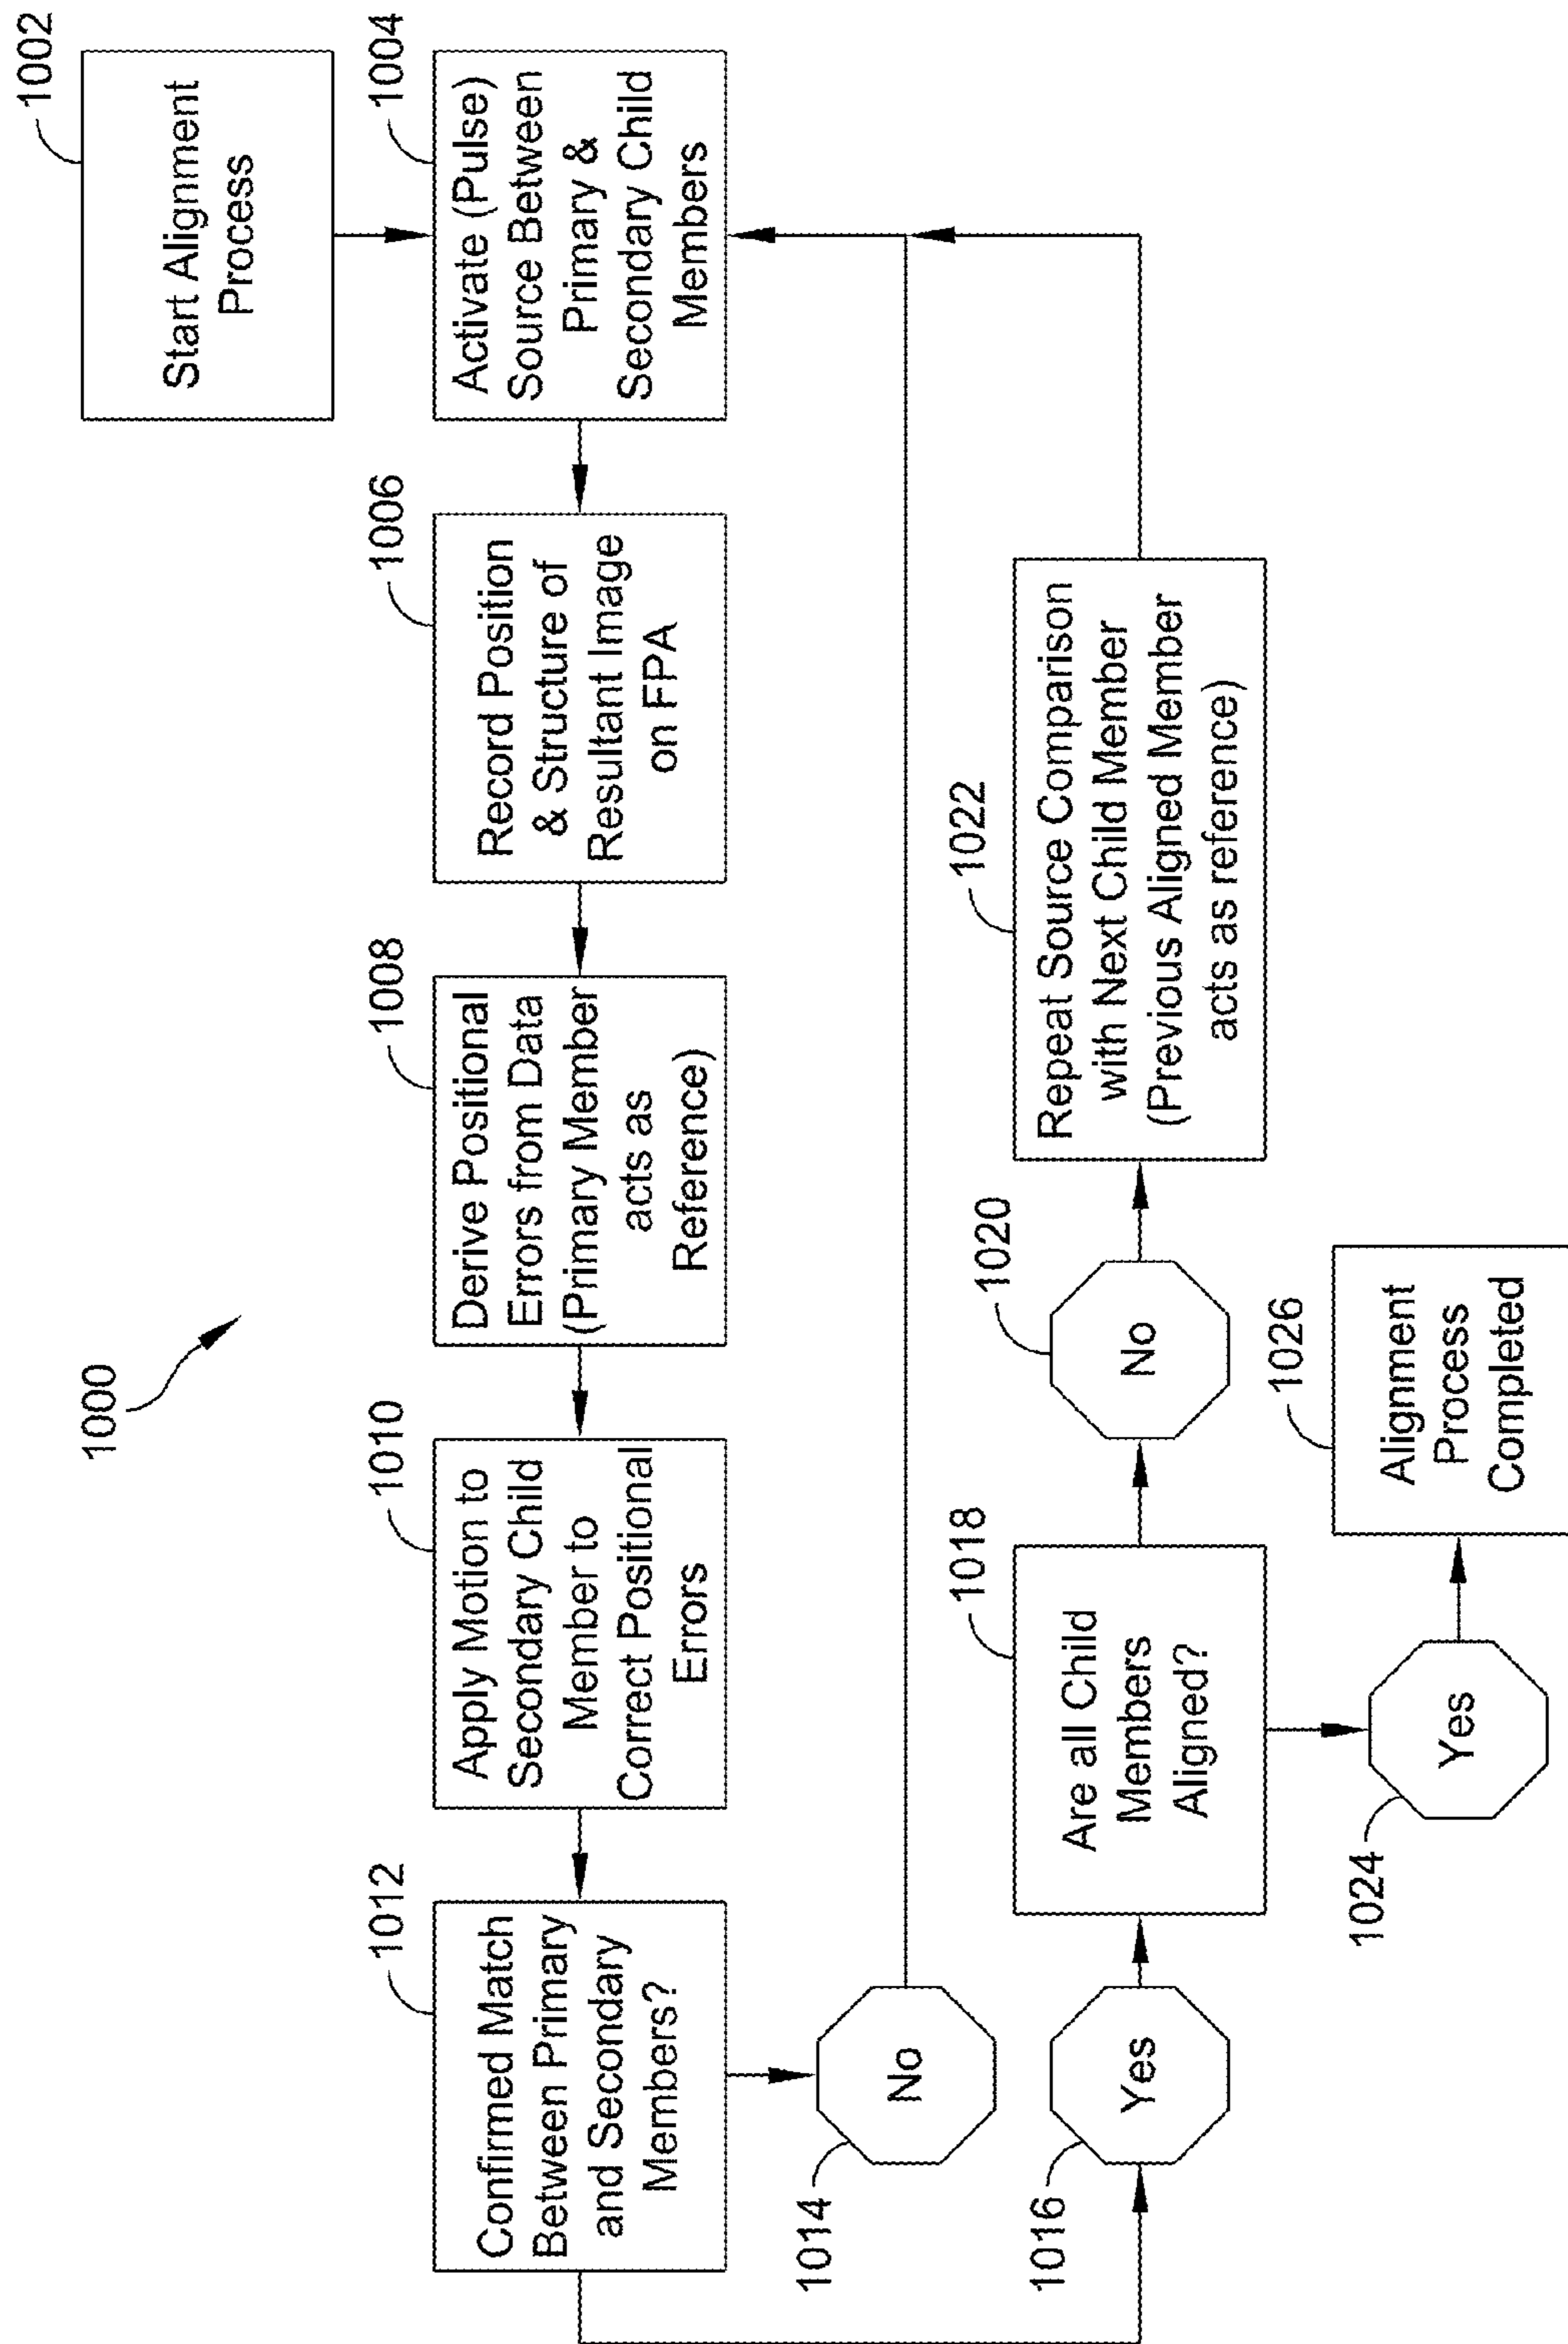 1000
1002
Start Alignment
Process
1004
Activate (Pulse)
Source Between
Primary &
Secondary Child
Members
1006
Record Position
& Structure of
Resultant Image
on FPA
1008
Derive Positional
Errors from Data
(Primary Member
acts as
Reference)
1010
Apply Motion to
Secondary Child
Member to
Correct Positional
Errors
1012
Confirmed Match
Between Primary
and Secondary
Members?
1014
No
1016
Yes
1018
Are all Child
Members
Aligned?
1020
No
1022
Repeat Source Comparison
with Next Child Member
(Previous Aligned Member
acts as reference)
1024
Yes
1026
Alignment
Process
Completed